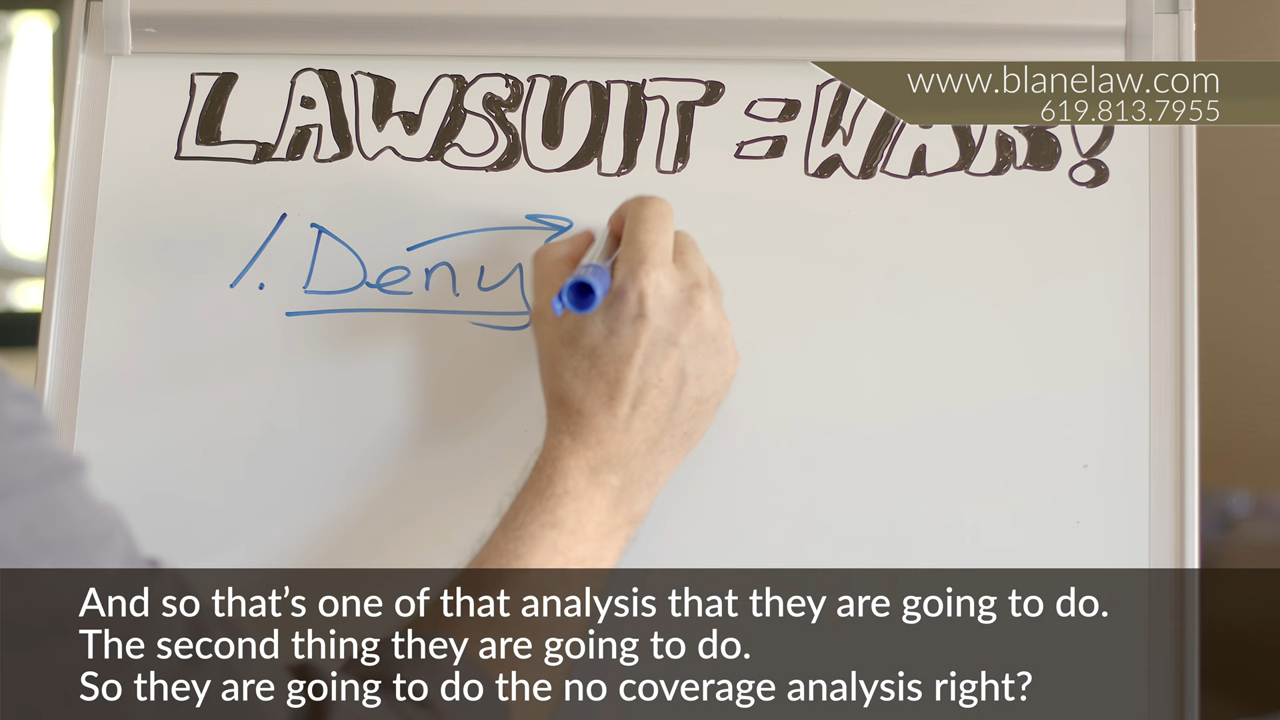 www.blanelaw.com
619.813.7955
LAWSUIT = WAR!
1. Deny
And so that’s one of that analysis that they are going to do.
The second thing they are going to do.
So they are going to do the no coverage analysis right?